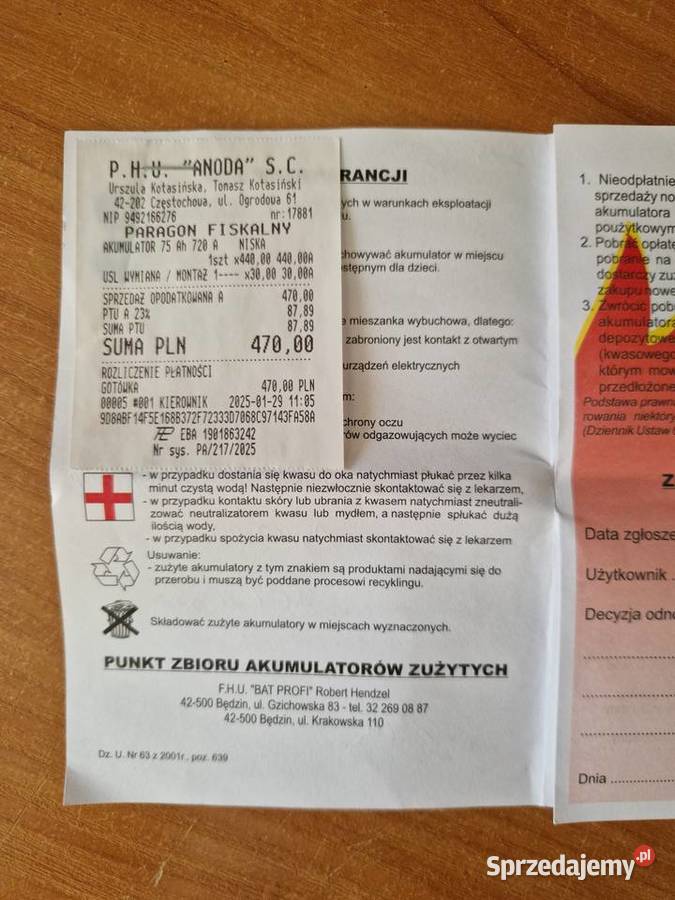 P.H.U. "ANODA" S.C.
Urszula Kotasińska, Tomasz Kotasiński
42-202 Częstochowa, ul. Ogrodowa 61
NIP 9492166276 nr:17881
PARAGON FISKALNY
AKUMULATOR 75 Ah 720 A NISKA
1szt x440,00 440,00A
USŁ WYMIANA / MONTAŻ 1---- x30,00 30,00A
SPRZEDAŻ OPODATKOWANA A 470,00
PTU A 23% 87,89
SUMA PTU 87,89
SUMA PLN 470,00
ROZLICZENIE PŁATNOŚCI
GOTÓWKA 470,00 PLN
00005 #001 KIEROWNIK 2025-01-29 11:05
9D8ABF14F5E168B372F72333D7068C97143FA58A
EBA 1901863242
Nr sys. PA/217/2025
RANCJI
ych w warunkach eksploatacji
u.
howywać akumulator w miejscu
stępnym dla dzieci.
e mieszanka wybuchowa, dlatego:
zabroniony jest kontakt z otwartym
urządzeń elektrycznych
m:
chrony oczu
rów odgazowujących może wyciec
- w przypadku dostania się kwasu do oka natychmiast płukać przez kilka
minut czystą wodą! Następnie niezwłocznie skontaktować się z lekarzem,
- w przypadku kontaktu skóry lub ubrania z kwasem natychmiast zneutrali-
zować neutralizatorem kwasu lub mydłem, a następnie spłukać dużą
ilością wody,
- w przypadku spożycia kwasu natychmiast skontaktować się z lekarzem
Usuwanie:
- zużyte akumulatory z tym znakiem są produktami nadającymi się do
przerobu i muszą być poddane procesowi recyklingu.
Składować zużyte akumulatory w miejscach wyznaczonych.
PUNKT ZBIORU AKUMULATORÓW ZUŻYTYCH
F.H.U. "BAT PROFI" Robert Hendzel
42-500 Będzin, ul. Gzichowska 83 - tel. 32 269 08 87
42-500 Będzin, ul. Krakowska 110
Dz. U. Nr 63 z 2001r., poz. 639
1. Nieodpłatnie
sprzedaży no
akumulatora
poużytkowym
2. Pobrać opłatę
pobranie na
dostarczy zuż
zakupu nowe
3. Zwrócić pob
akumulatora
depozytowe
(kwasowego
którym mow
przedłożone
Podstawa prawna
rowania niektóry
(Dziennik Ustaw
Z
Data zgłosze
Użytkownik .
Decyzja odno
Dnia ..................
Sprzedajemy.pl